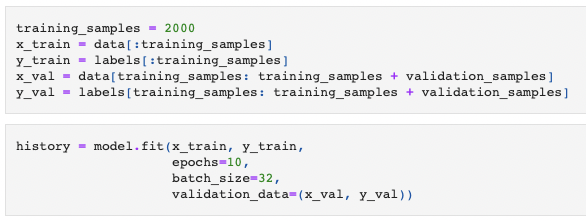 training_samples = 2000
x_train = data[:training_samples]
y_train = labels[:training_samples]
x_val = data[training_samples: training_samples + validation_samples]
y_val = labels[training_samples: training_samples + validation_samples]
history = model.fit(x_train, y_train,
                    epochs=10,
                    batch_size=32,
                    validation_data=(x_val, y_val))